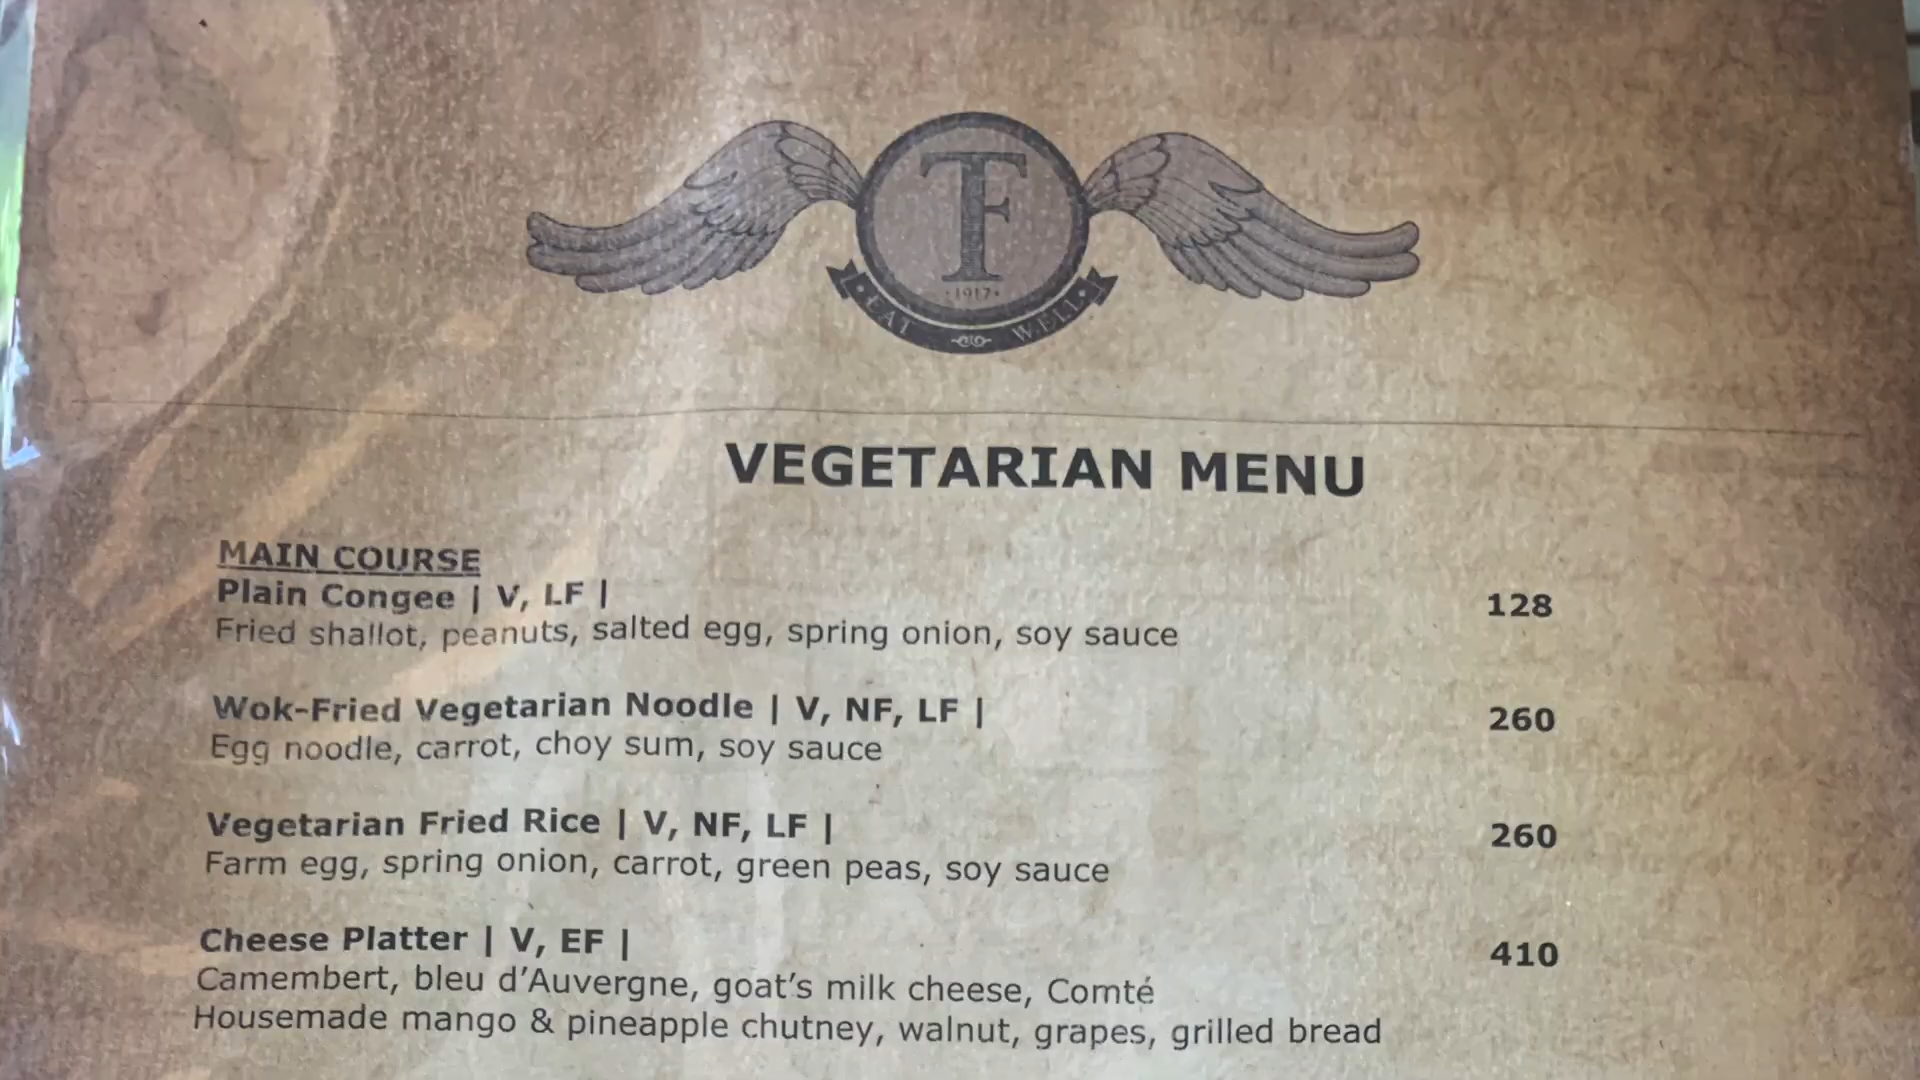 TF
·1917·
·EAT WELL·
VEGETARIAN MENU
MAIN COURSE
Plain Congee | V, LF | 128
Fried shallot, peanuts, salted egg, spring onion, soy sauce
Wok-Fried Vegetarian Noodle | V, NF, LF | 260
Egg noodle, carrot, choy sum, soy sauce
Vegetarian Fried Rice | V, NF, LF | 260
Farm egg, spring onion, carrot, green peas, soy sauce
Cheese Platter | V, EF | 410
Camembert, bleu d’Auvergne, goat’s milk cheese, Comté
Housemade mango & pineapple chutney, walnut, grapes, grilled bread